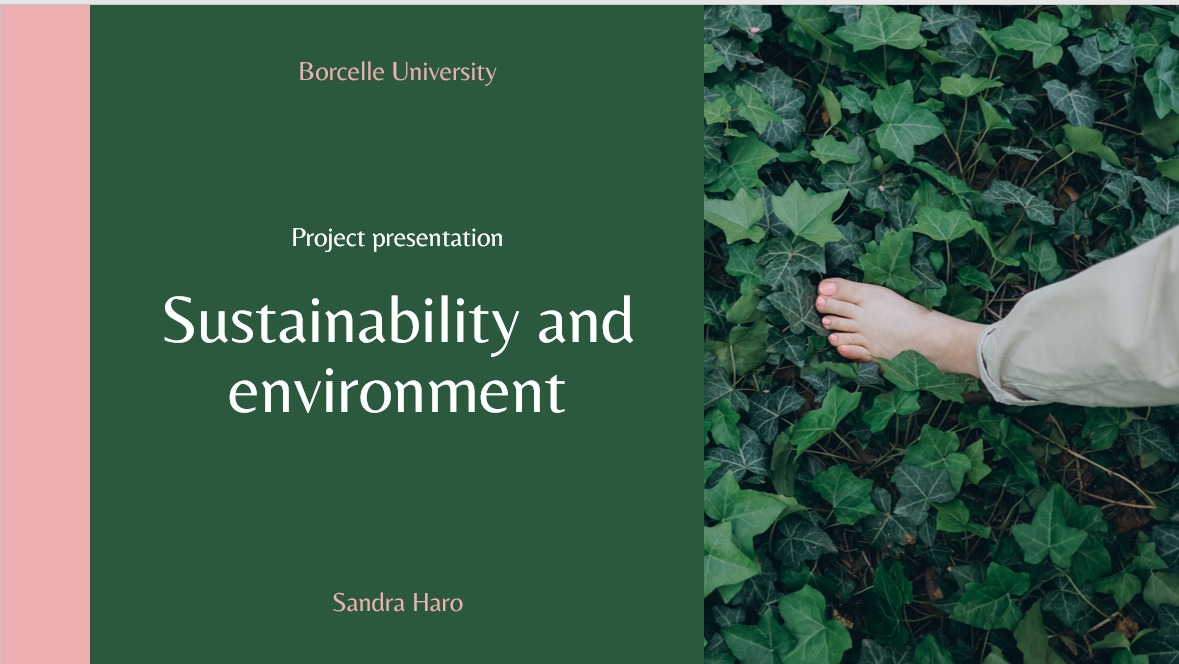 Borcelle University
Project presentation
Sustainability and
environment
Sandra Haro